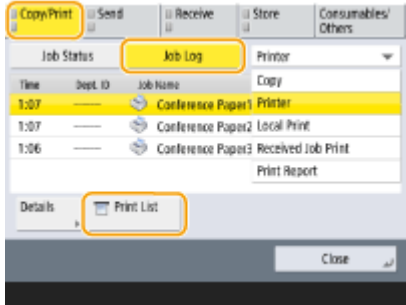 Copy/Print Send Receive Store Consumables/
Others
Job Status Job Log Printer
Time Dept. ID Job Name Copy
1:07 ------ Conference Paper1 Printer
1:07 ------ Conference Paper2 Local Print
1:06 ------ Conference Paper3 Received Job Print
Print Report
Details Print List
Close